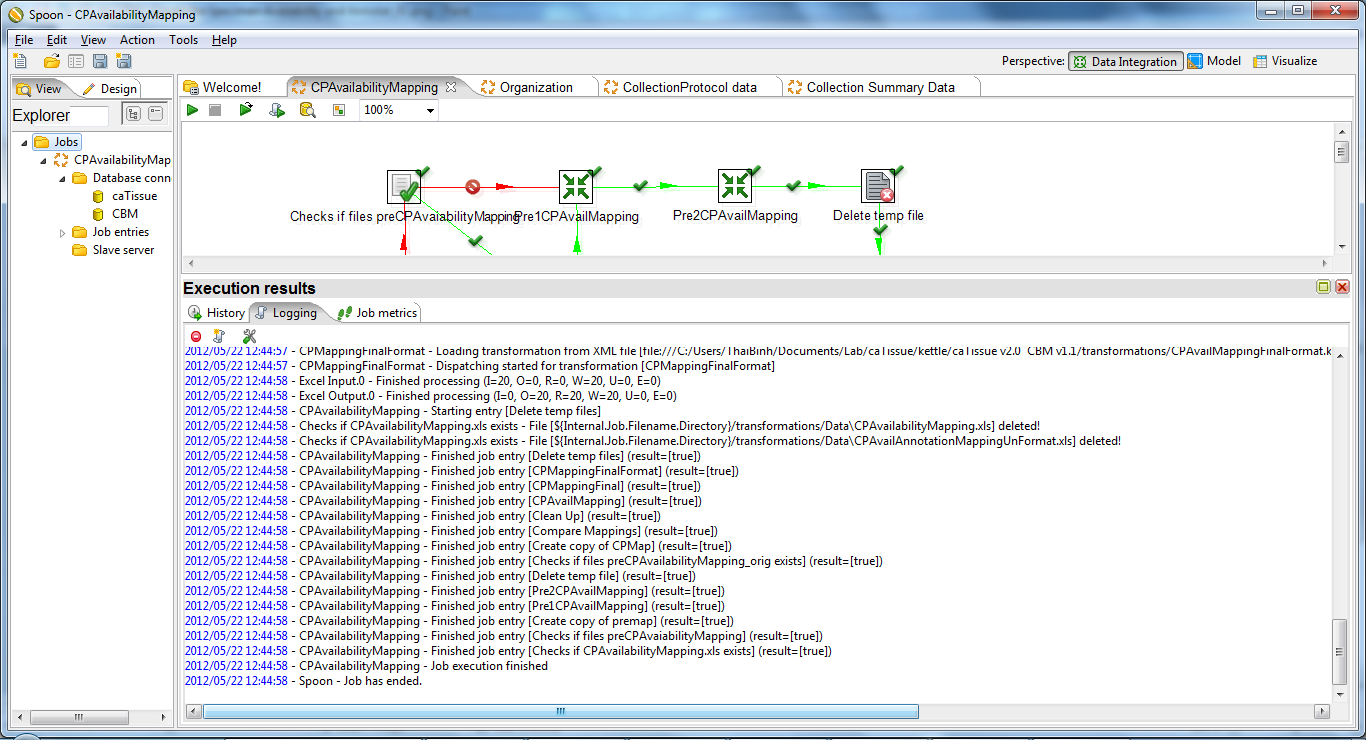 Spoon - CPAvailabilityMapping
File Edit View Action Tools Help
Perspective: Data Integration Model Visualize
View Design
Welcome! CPAvailabilityMapping Organization CollectionProtocol data Collection Summary Data
Explorer
100%
Jobs
CPAvailabilityMap
Database conn
caTissue
CBM
Job entries
Slave server
Checks if files preCPAvaiabilityMapping Pre1CPAvailMapping Pre2CPAvailMapping Delete temp file
Execution results
History Logging Job metrics
2012/05/22 12:44:57 - CPMappingFinalFormat - Loading transformation from XML file [file:///C:/Users/ThaiBinh/Documents/Lab/caTissue/kettle/caTissue v2.0 CBM v1.1/transformations/CPAvailMappingFinalFormat.k
2012/05/22 12:44:57 - CPMappingFinalFormat - Dispatching started for transformation [CPMappingFinalFormat]
2012/05/22 12:44:58 - Excel Input.0 - Finished processing (I=20, O=0, R=0, W=20, U=0, E=0)
2012/05/22 12:44:58 - Excel Output.0 - Finished processing (I=0, O=20, R=20, W=20, U=0, E=0)
2012/05/22 12:44:58 - CPAvailabilityMapping - Starting entry [Delete temp files]
2012/05/22 12:44:58 - Checks if CPAvailabilityMapping.xls exists - File [${Internal.Job.Filename.Directory}/transformations/Data\CPAvailabilityMapping.xls] deleted!
2012/05/22 12:44:58 - Checks if CPAvailabilityMapping.xls exists - File [${Internal.Job.Filename.Directory}/transformations/Data\CPAvailAnnotationMappingUnFormat.xls] deleted!
2012/05/22 12:44:58 - CPAvailabilityMapping - Finished job entry [Delete temp files] (result=[true])
2012/05/22 12:44:58 - CPAvailabilityMapping - Finished job entry [CPMappingFinalFormat] (result=[true])
2012/05/22 12:44:58 - CPAvailabilityMapping - Finished job entry [CPMappingFinal] (result=[true])
2012/05/22 12:44:58 - CPAvailabilityMapping - Finished job entry [CPAvailMapping] (result=[true])
2012/05/22 12:44:58 - CPAvailabilityMapping - Finished job entry [Clean Up] (result=[true])
2012/05/22 12:44:58 - CPAvailabilityMapping - Finished job entry [Compare Mappings] (result=[true])
2012/05/22 12:44:58 - CPAvailabilityMapping - Finished job entry [Create copy of CPMap] (result=[true])
2012/05/22 12:44:58 - CPAvailabilityMapping - Finished job entry [Checks if files preCPAvailabilityMapping_orig exists] (result=[true])
2012/05/22 12:44:58 - CPAvailabilityMapping - Finished job entry [Delete temp file] (result=[true])
2012/05/22 12:44:58 - CPAvailabilityMapping - Finished job entry [Pre2CPAvailMapping] (result=[true])
2012/05/22 12:44:58 - CPAvailabilityMapping - Finished job entry [Pre1CPAvailMapping] (result=[true])
2012/05/22 12:44:58 - CPAvailabilityMapping - Finished job entry [Create copy of premap] (result=[true])
2012/05/22 12:44:58 - CPAvailabilityMapping - Finished job entry [Checks if files preCPAvaiabilityMapping] (result=[true])
2012/05/22 12:44:58 - CPAvailabilityMapping - Finished job entry [Checks if CPAvailabilityMapping.xls exists] (result=[true])
2012/05/22 12:44:58 - CPAvailabilityMapping - Job execution finished
2012/05/22 12:44:58 - Spoon - Job has ended.